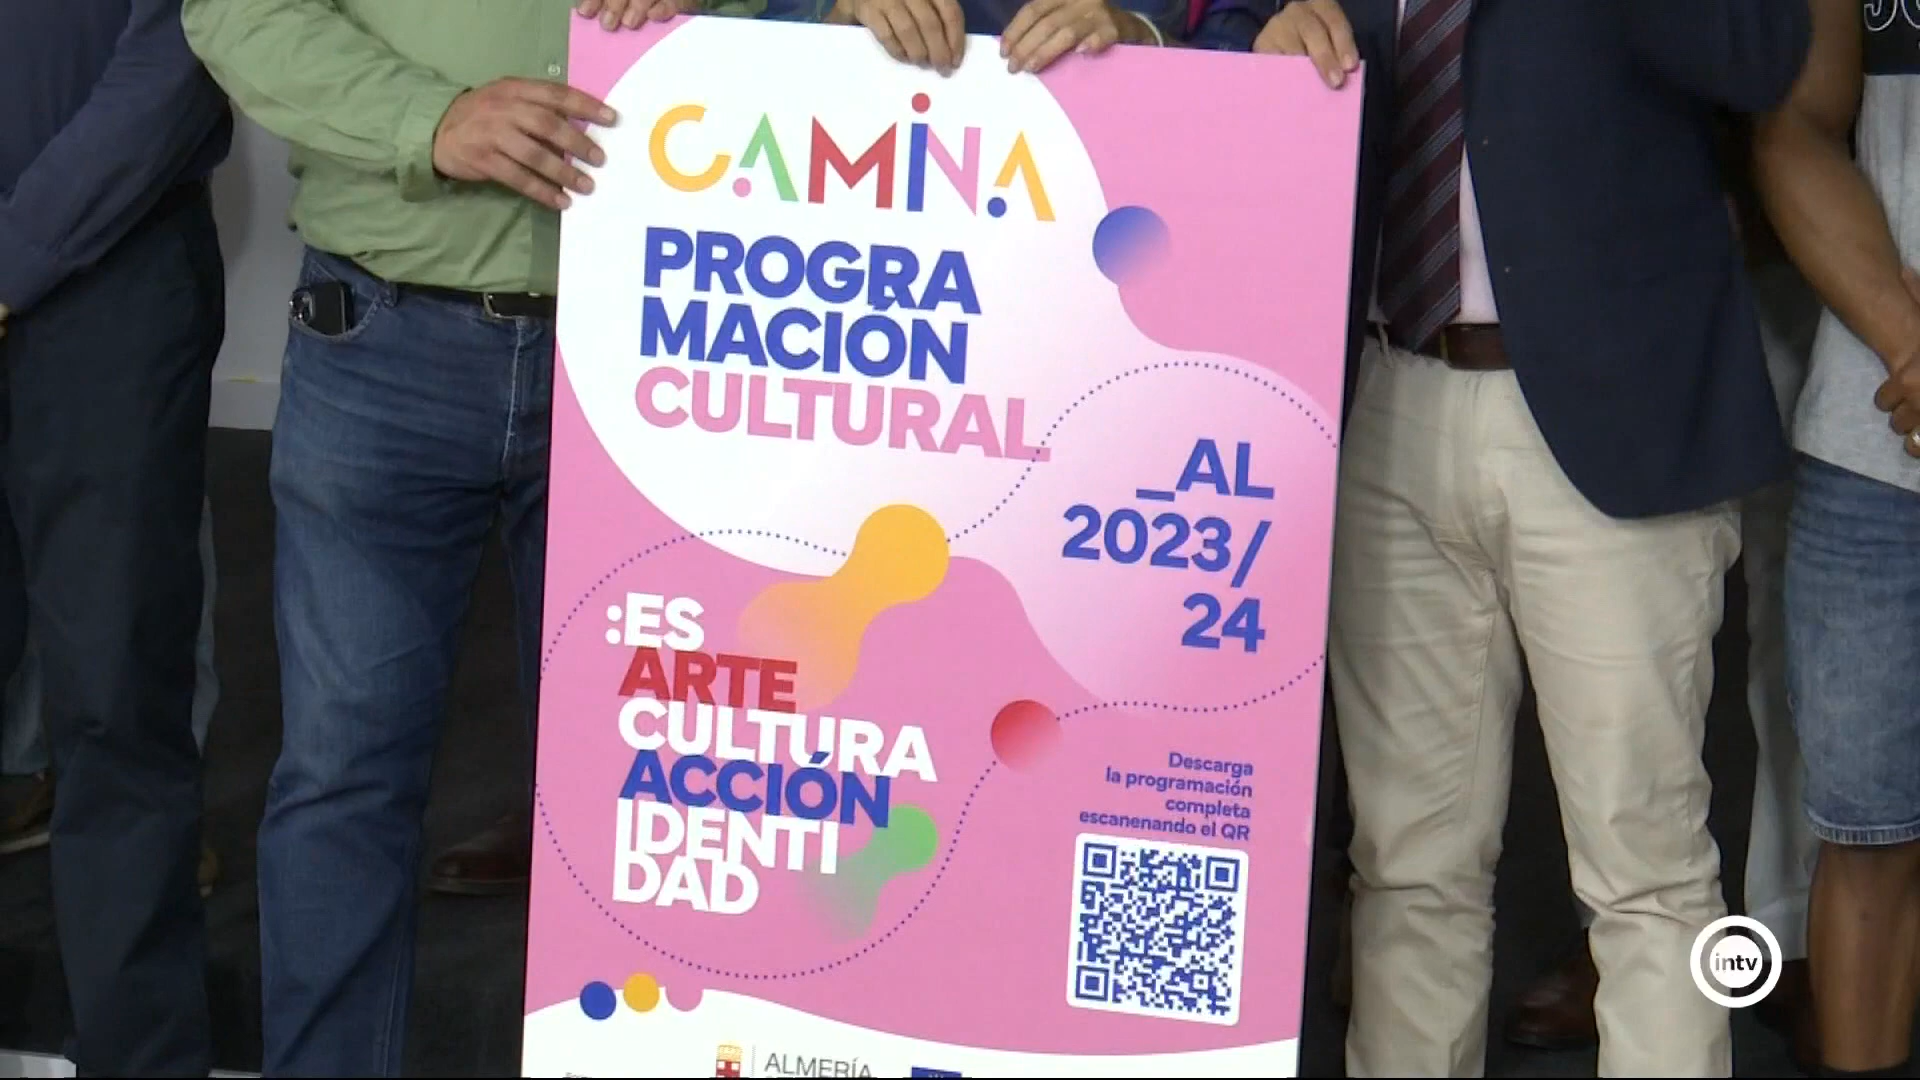 CAMINA
PROGRA
MACIÓN
CULTURAL
_AL
2023/
24
:ES
ARTE
CULTURA
ACCIÓN
IDENTI
DAD
Descarga
la programación
completa
escanenando el QR
ALMERÍA
intv